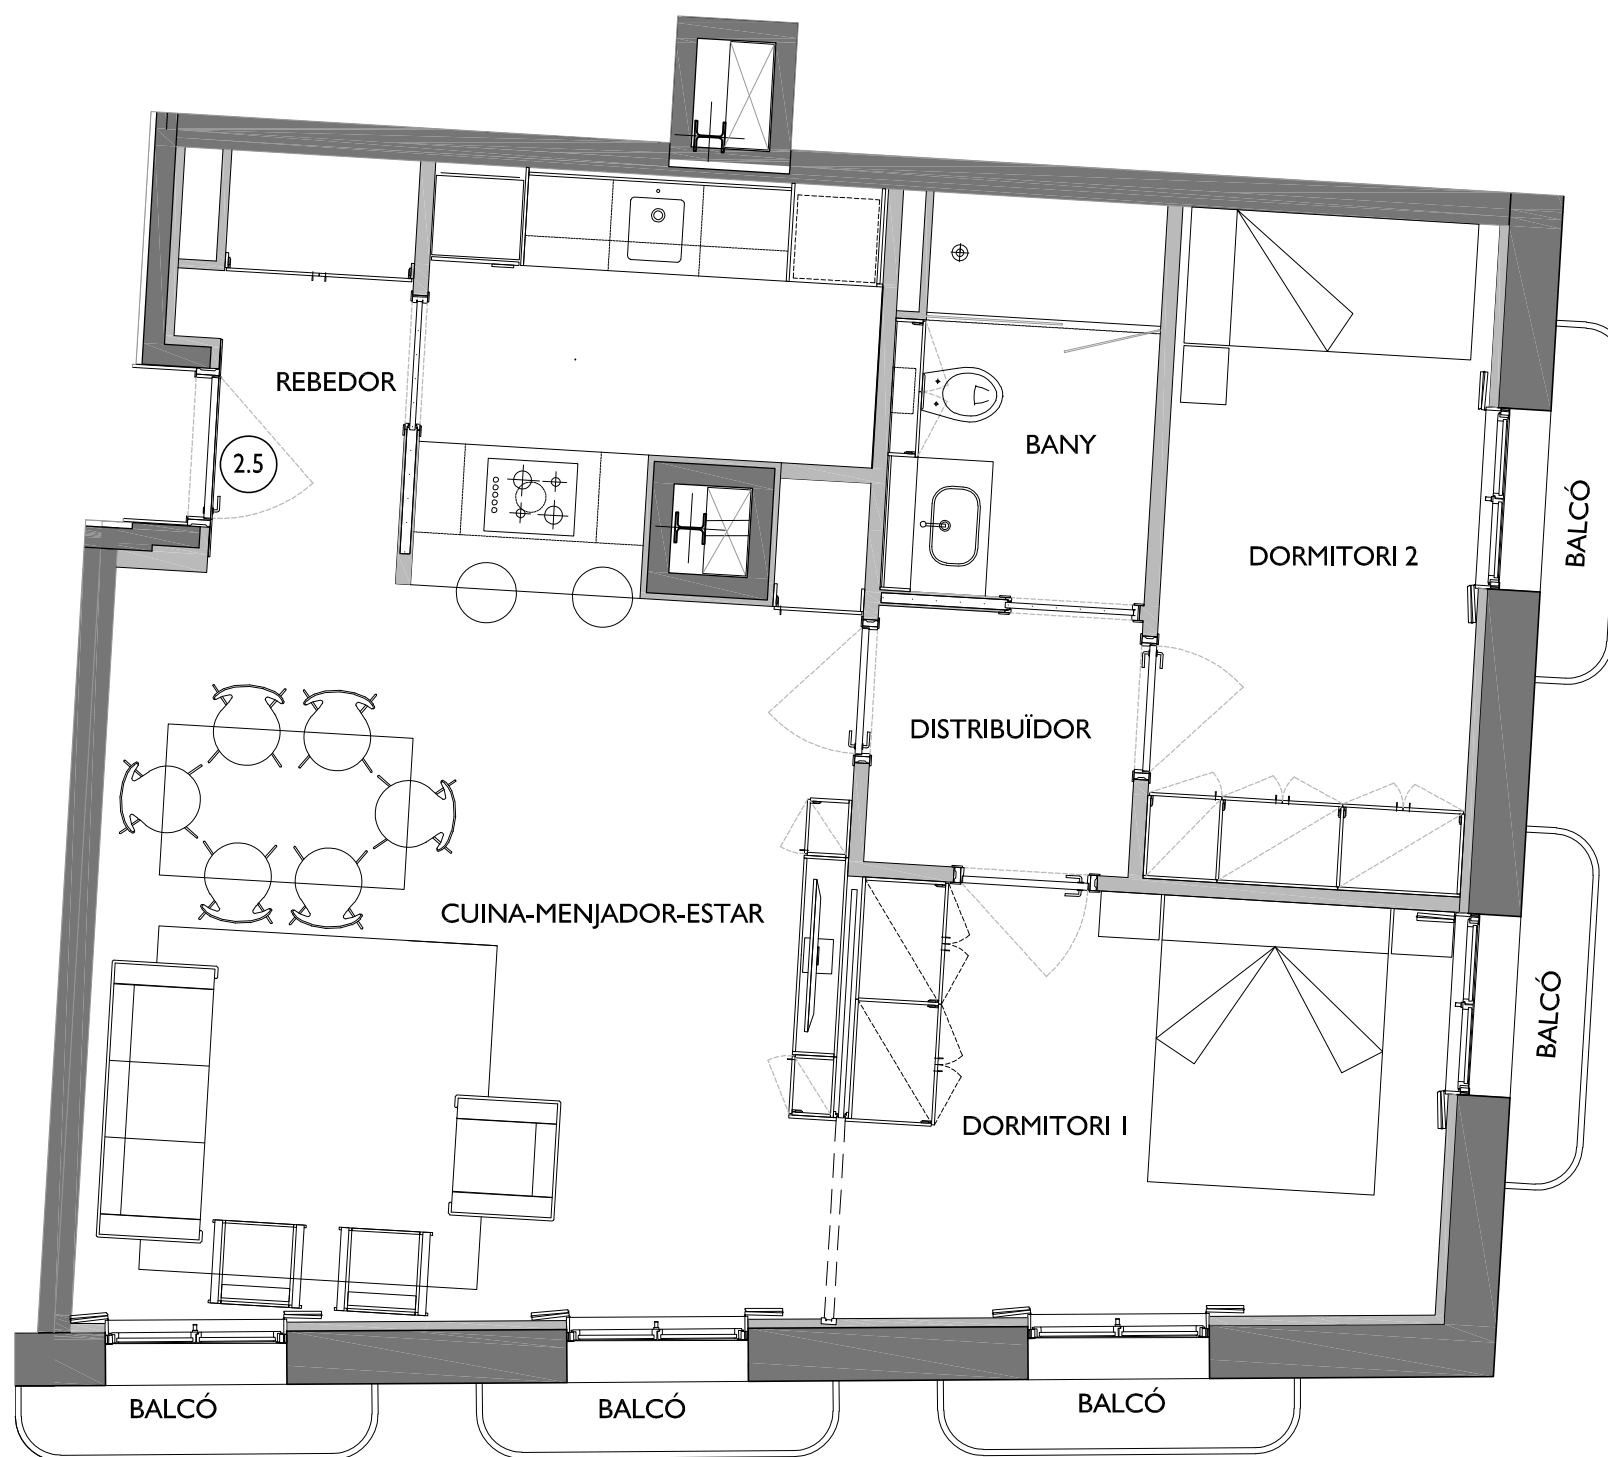 REBEDOR
2.5
BANY
BALCÓ
DORMITORI 2
DISTRIBUÏDOR
CUINA-MENJADOR-ESTAR
BALCÓ
DORMITORI 1
BALCÓ
BALCÓ
BALCÓ